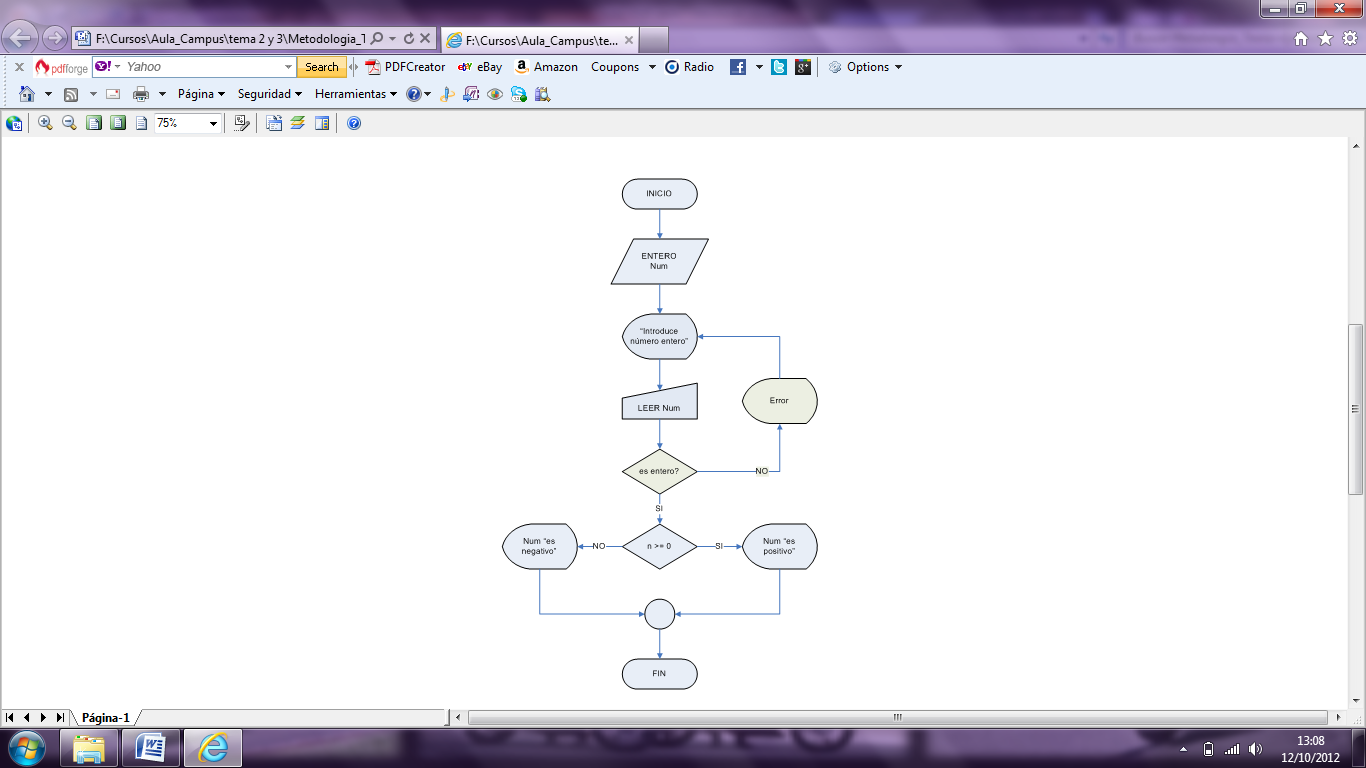 F:\Cursos\Aula_Campus\tema 2 y 3\Metodologia_T
F:\Cursos\Aula_Campus\te...
pdfforge
Y! Yahoo
Search
PDFCreator
eBay
Amazon
Coupons
Radio
Options
Página
Seguridad
Herramientas
75%
INICIO
ENTERO
Num
"Introduce
número entero"
LEER Num
Error
es entero?
NO
SI
Num "es
negativo"
NO
n >= 0
SI
Num "es
positivo"
FIN
Página-1
13:08
12/10/2012